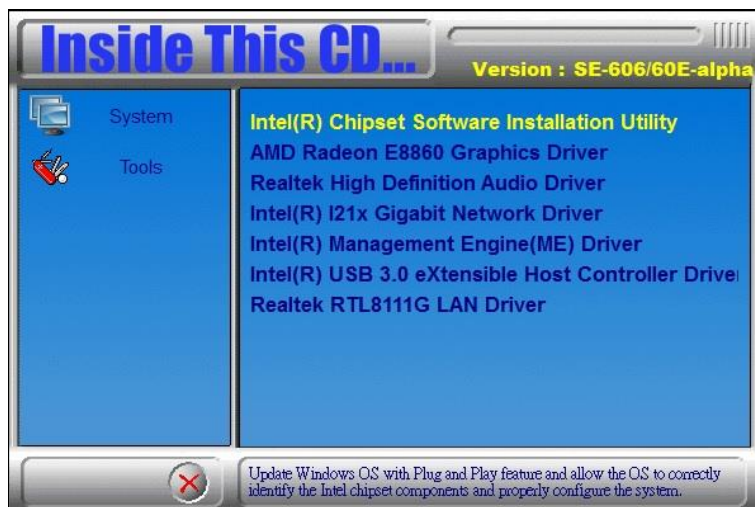 Inside This CD...
Version : SE-606/60E-alpha
System
Tools
Intel(R) Chipset Software Installation Utility
AMD Radeon E8860 Graphics Driver
Realtek High Definition Audio Driver
Intel(R) I21x Gigabit Network Driver
Intel(R) Management Engine(ME) Driver
Intel(R) USB 3.0 eXtensible Host Controller Driver
Realtek RTL8111G LAN Driver
Update Windows OS with Plug and Play feature and allow the OS to correctly
identify the Intel chipset components and properly configure the system.